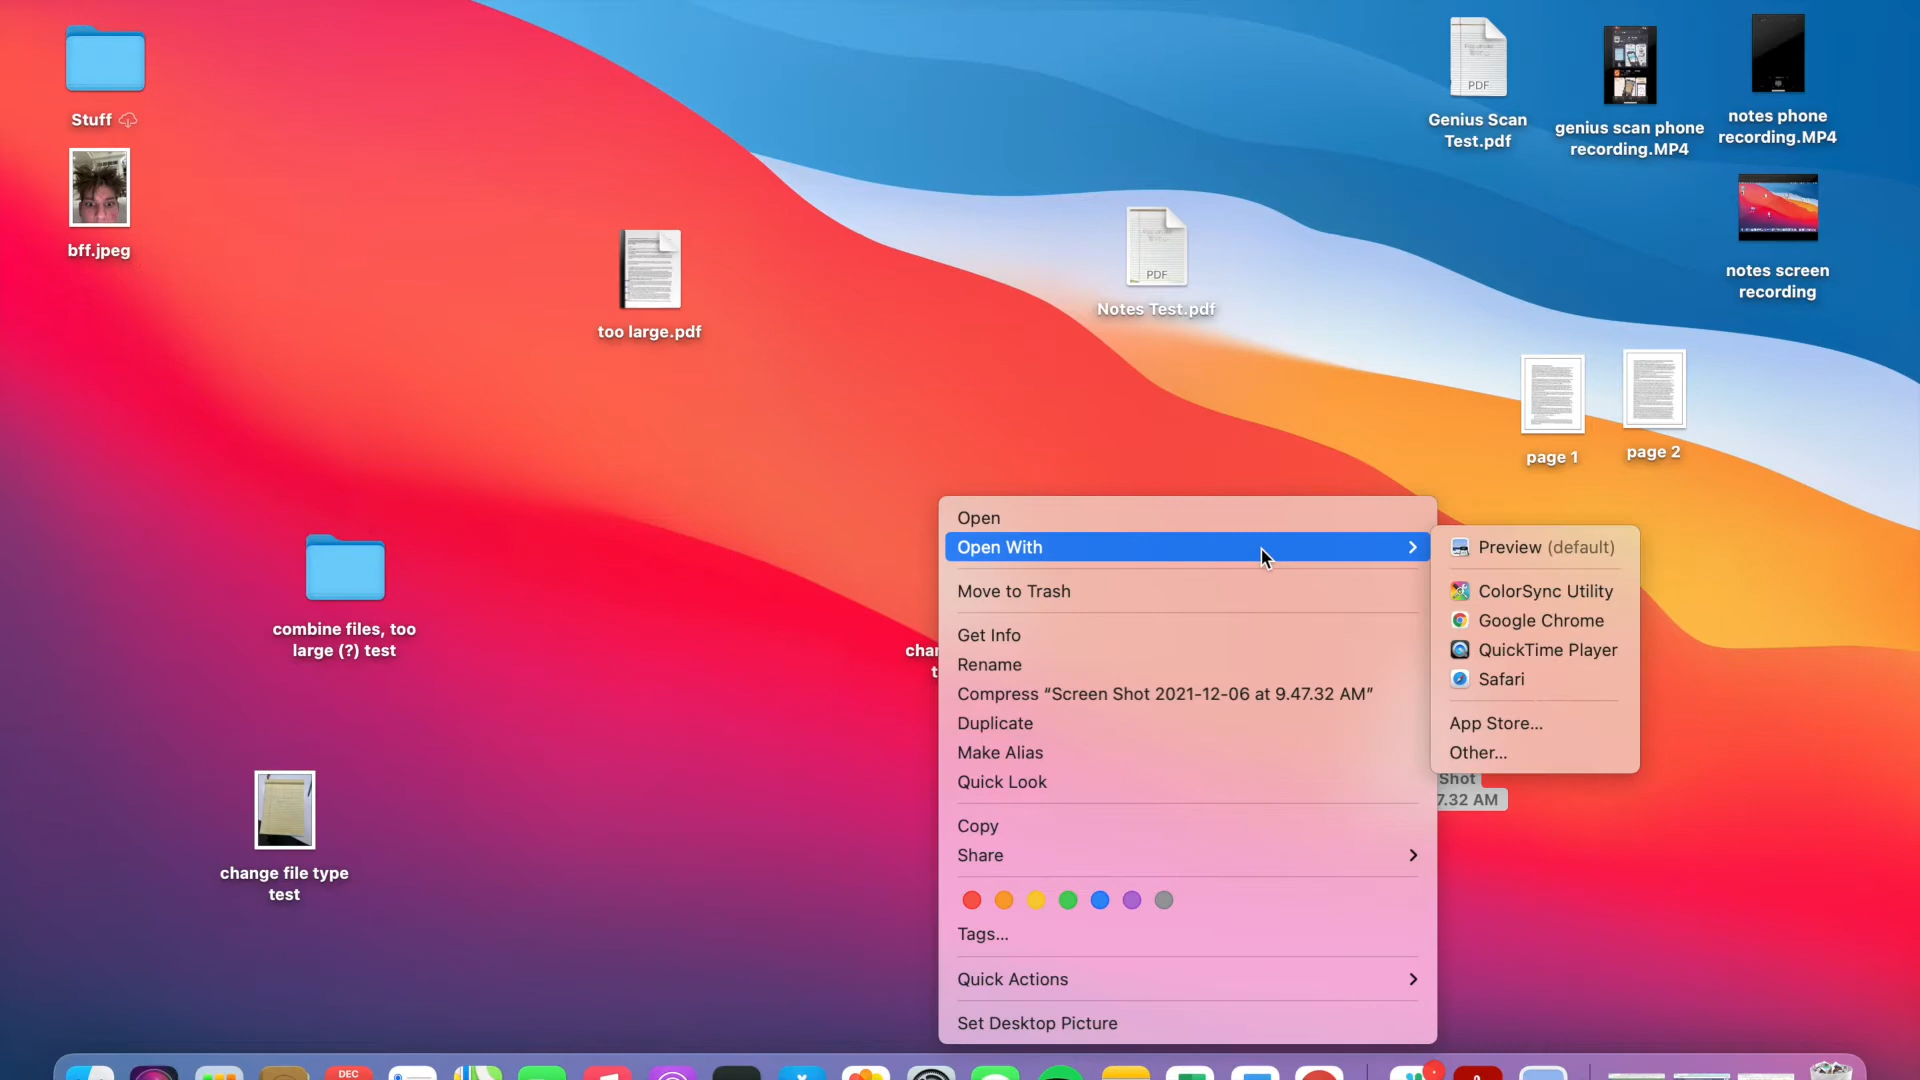 Stuff
bff.jpeg
too large.pdf
PDF
Notes Test.pdf
PDF
Genius Scan
Test.pdf
genius scan phone
recording.MP4
notes phone
recording.MP4
notes screen
recording
page 1
page 2
combine files, too
large (?) test
change file type
test
Open
Open With
Move to Trash
Get Info
Rename
Compress “Screen Shot 2021-12-06 at 9.47.32 AM”
Duplicate
Make Alias
Quick Look
Copy
Share
Tags...
Quick Actions
Set Desktop Picture
Preview (default)
ColorSync Utility
Google Chrome
QuickTime Player
Safari
App Store...
Other...
Shot
7.32 AM
DEC